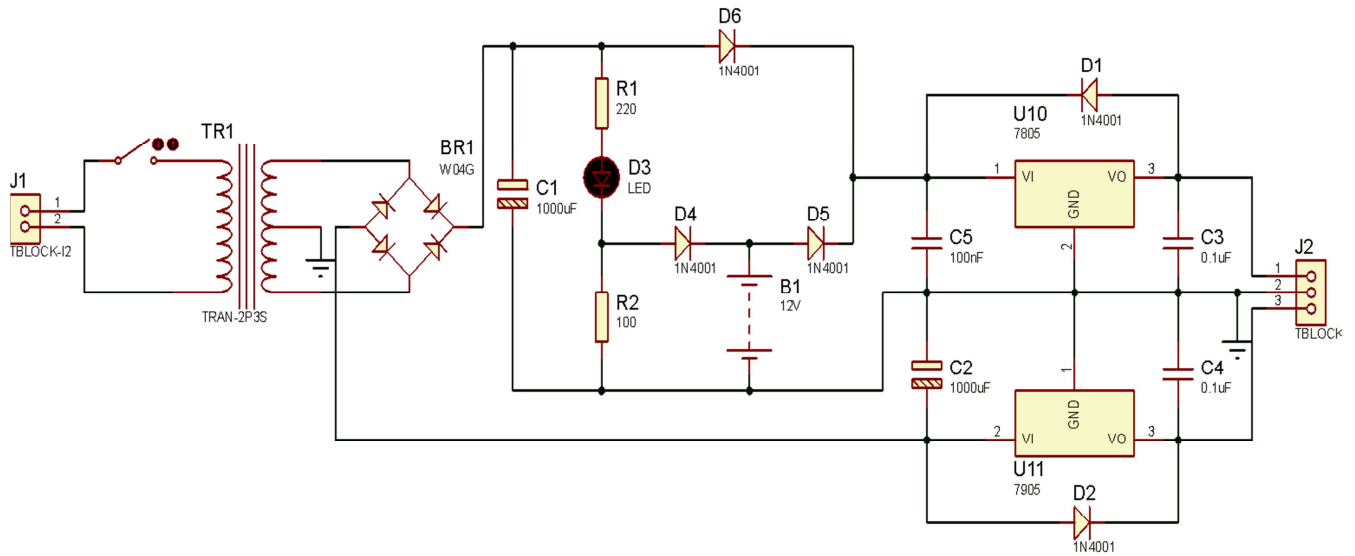 J1
1
2
TBLOCK-I2
TR1
TRAN-2P3S
BR1
W04G
C1
1000uF
R1
220
D3
LED
R2
100
D6
1N4001
D4
1N4001
D5
1N4001
B1
12V
D1
1N4001
U10
7805
1
VI
VO
3
GND
2
C5
100nF
C3
0.1uF
C2
1000uF
C4
0.1uF
1
GND
2
VI
VO
3
U11
7905
D2
1N4001
J2
1
2
3
TBLOCK